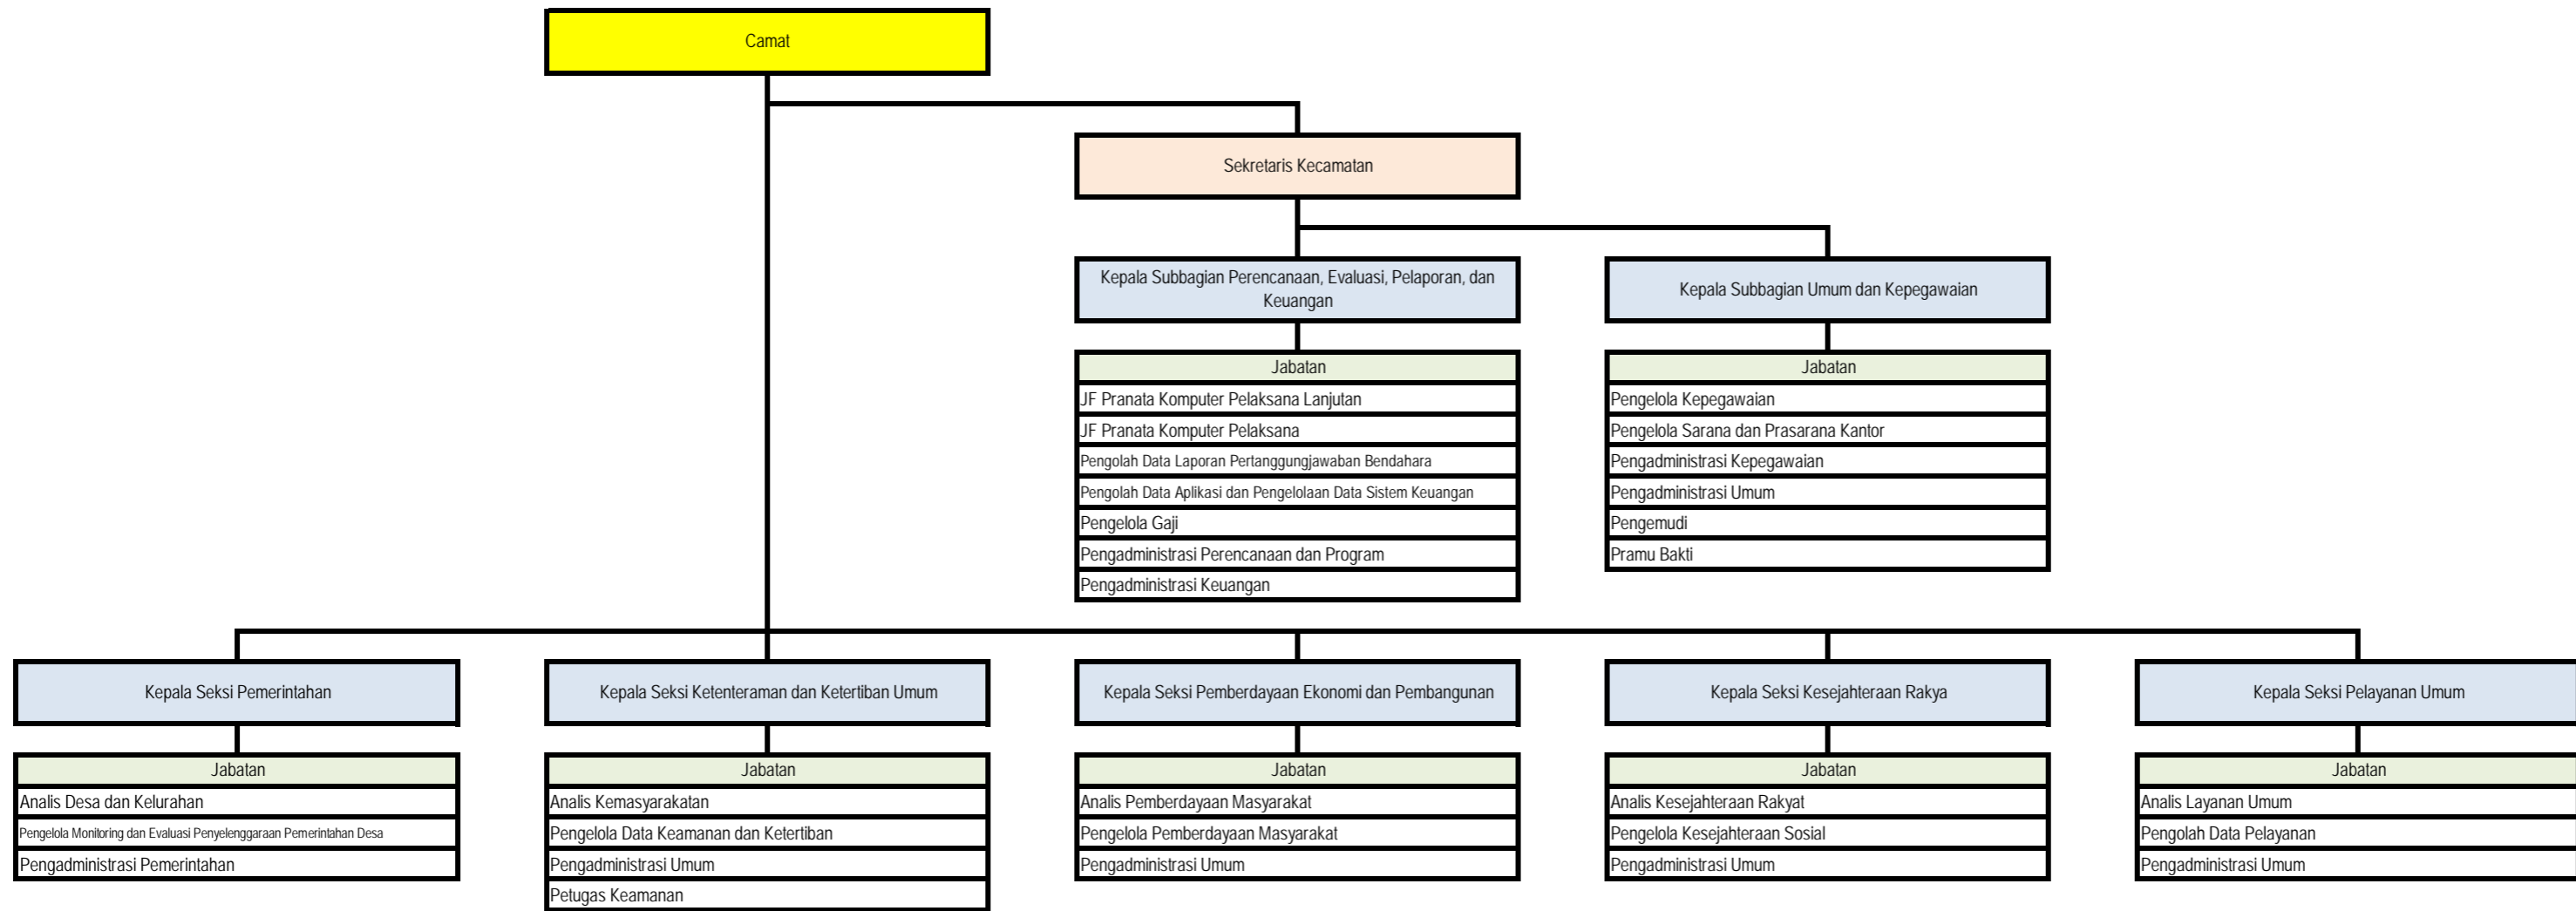 Camat
Sekretaris Kecamatan
Kepala Subbagian Perencanaan, Evaluasi, Pelaporan, dan
Keuangan
Kepala Subbagian Umum dan Kepegawaian
Jabatan
JF Pranata Komputer Pelaksana Lanjutan
JF Pranata Komputer Pelaksana
Pengolah Data Laporan Pertanggungjawaban Bendahara
Pengolah Data Aplikasi dan Pengelolaan Data Sistem Keuangan
Pengelola Gaji
Pengadministrasi Perencanaan dan Program
Pengadministrasi Keuangan
Jabatan
Pengelola Kepegawaian
Pengelola Sarana dan Prasarana Kantor
Pengadministrasi Kepegawaian
Pengadministrasi Umum
Pengemudi
Pramu Bakti
Kepala Seksi Pemerintahan
Jabatan
Analis Desa dan Kelurahan
Pengelola Monitoring dan Evaluasi Penyelenggaraan Pemerintahan Desa
Pengadministrasi Pemerintahan
Kepala Seksi Ketenteraman dan Ketertiban Umum
Jabatan
Analis Kemasyarakatan
Pengelola Data Keamanan dan Ketertiban
Pengadministrasi Umum
Petugas Keamanan
Kepala Seksi Pemberdayaan Ekonomi dan Pembangunan
Jabatan
Analis Pemberdayaan Masyarakat
Pengelola Pemberdayaan Masyarakat
Pengadministrasi Umum
Kepala Seksi Kesejahteraan Rakya
Jabatan
Analis Kesejahteraan Rakyat
Pengelola Kesejahteraan Sosial
Pengadministrasi Umum
Kepala Seksi Pelayanan Umum
Jabatan
Analis Layanan Umum
Pengolah Data Pelayanan
Pengadministrasi Umum